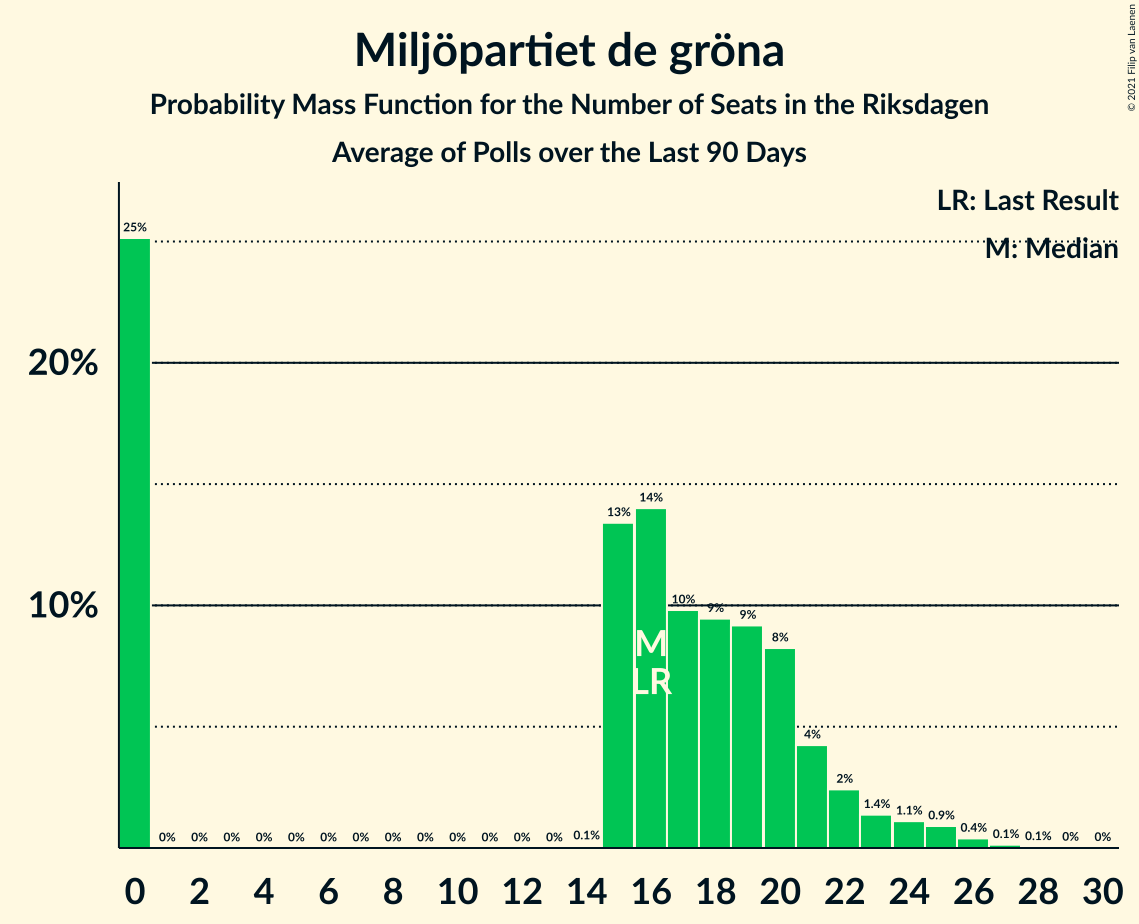 Miljöpartiet de gröna
Probability Mass Function for the Number of Seats in the Riksdagen
Average of Polls over the Last 90 Days
© 2021 Filip van Laenen
LR: Last Result
M: Median
25%
20%
14%
13%
10%
10%
9%
9%
8%
M
LR
4%
2%
1.4%
1.1%
0.9%
0.4%
0% 0% 0% 0% 0% 0% 0% 0% 0% 0% 0% 0% 0% 0.1% 0.1% 0.1% 0% 0%
0 2 4 6 8 10 12 14 16 18 20 22 24 26 28 30